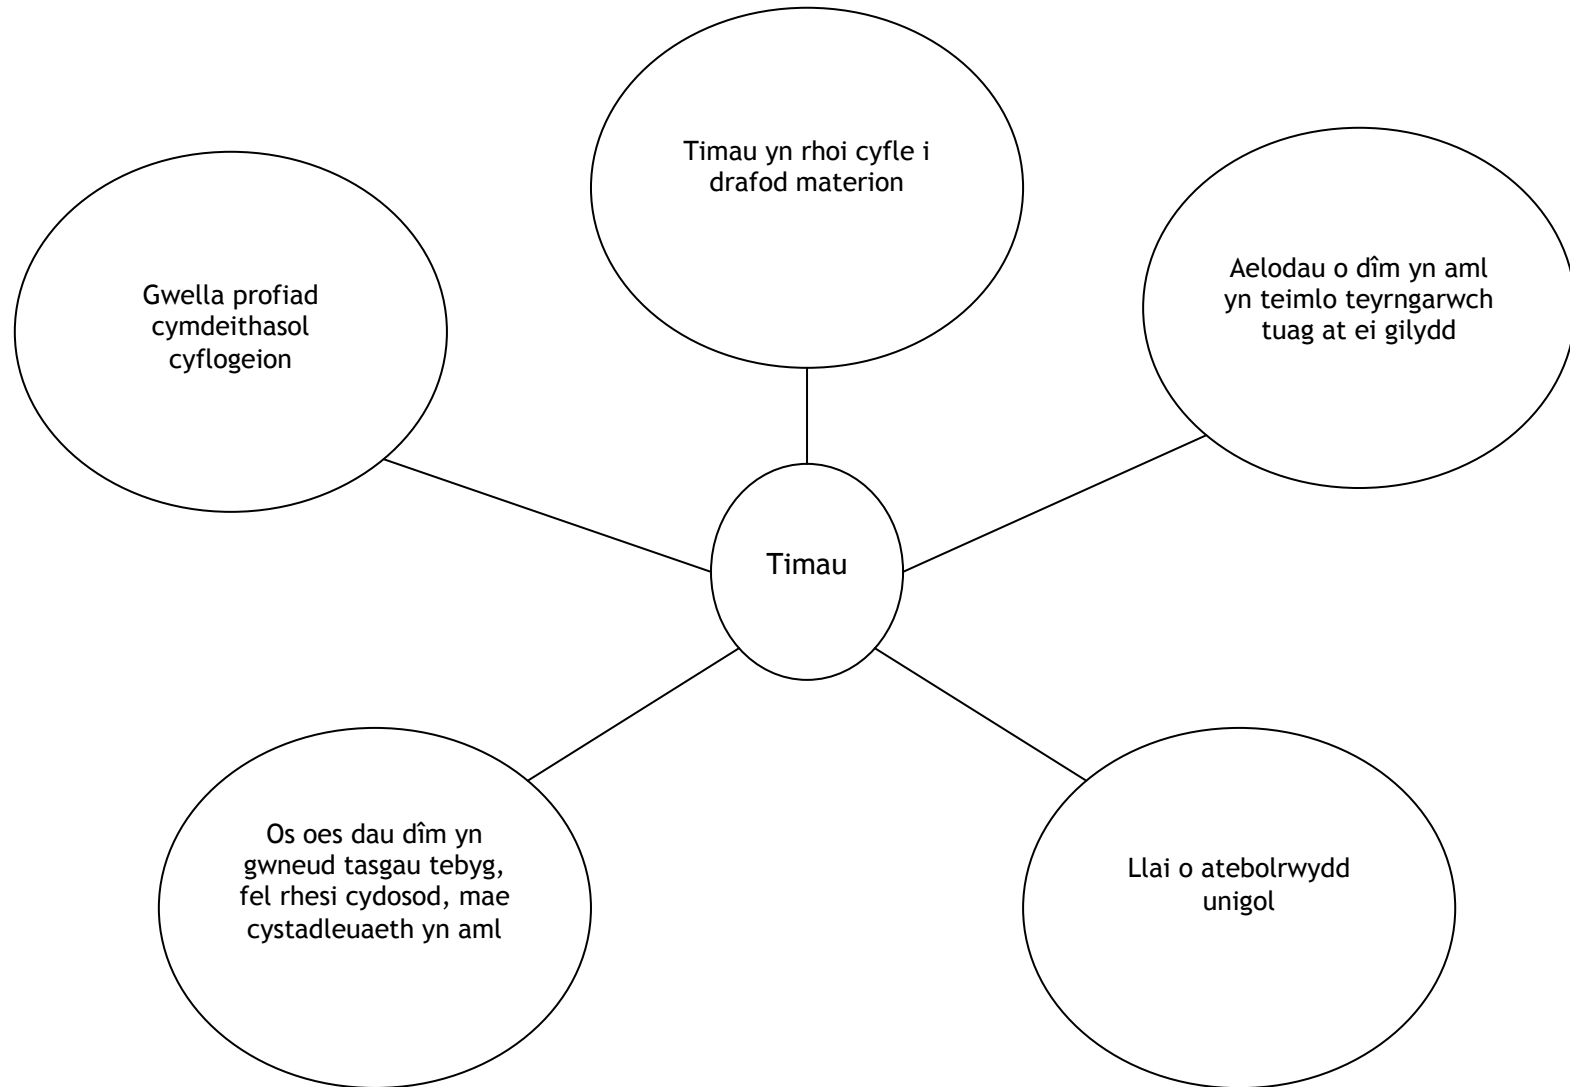 Timau yn rhoi cyfle i
drafod materion
Aelodau o dîm yn aml
yn teimlo teyrngarwch
tuag at ei gilydd
Gwella profiad
cymdeithasol
cyflogeion
Timau
Os oes dau dîm yn
gwneud tasgau tebyg,
fel rhesi cydosod, mae
cystadleuaeth yn aml
Llai o atebolrwydd
unigol